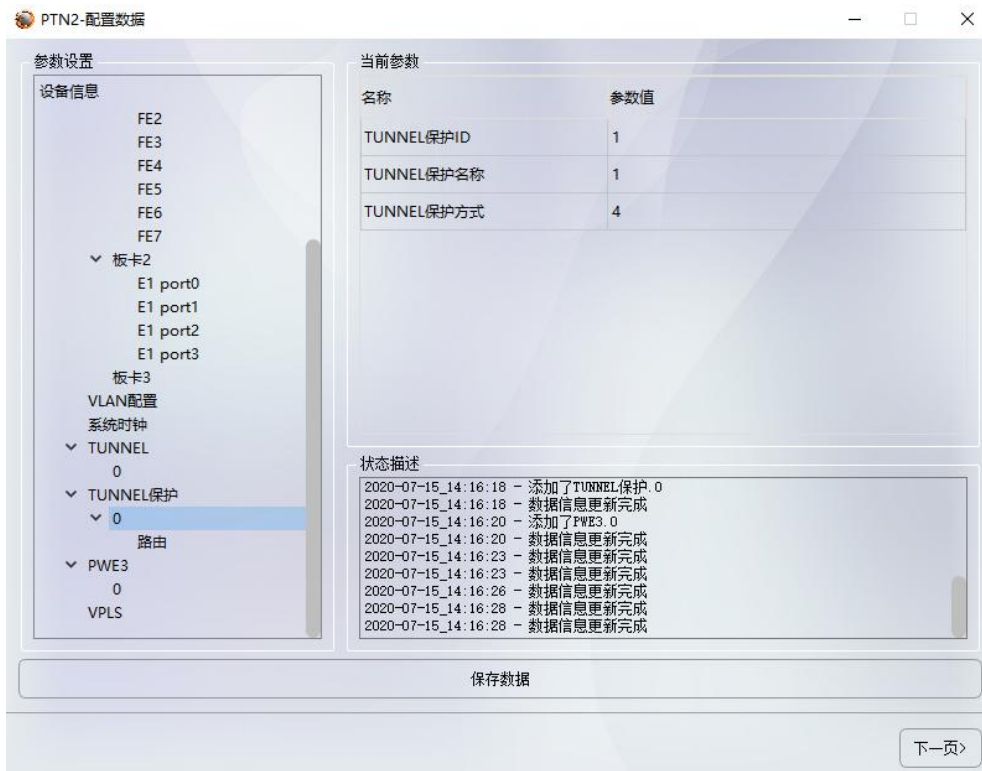 PTN2-配置数据
参数设置
设备信息
FE2
FE3
FE4
FE5
FE6
FE7
板卡2
E1 port0
E1 port1
E1 port2
E1 port3
板卡3
VLAN配置
系统时钟
TUNNEL
0
TUNNEL保护
0
路由
PWE3
0
VPLS
当前参数
名称 参数值
TUNNEL保护ID 1
TUNNEL保护名称 1
TUNNEL保护方式 4
状态描述
2020-07-15_14:16:18 - 添加了TUNNEL保护.0
2020-07-15_14:16:18 - 数据信息更新完成
2020-07-15_14:16:20 - 添加了PWE3.0
2020-07-15_14:16:20 - 数据信息更新完成
2020-07-15_14:16:23 - 数据信息更新完成
2020-07-15_14:16:23 - 数据信息更新完成
2020-07-15_14:16:26 - 数据信息更新完成
2020-07-15_14:16:28 - 数据信息更新完成
2020-07-15_14:16:28 - 数据信息更新完成
保存数据
下一页>